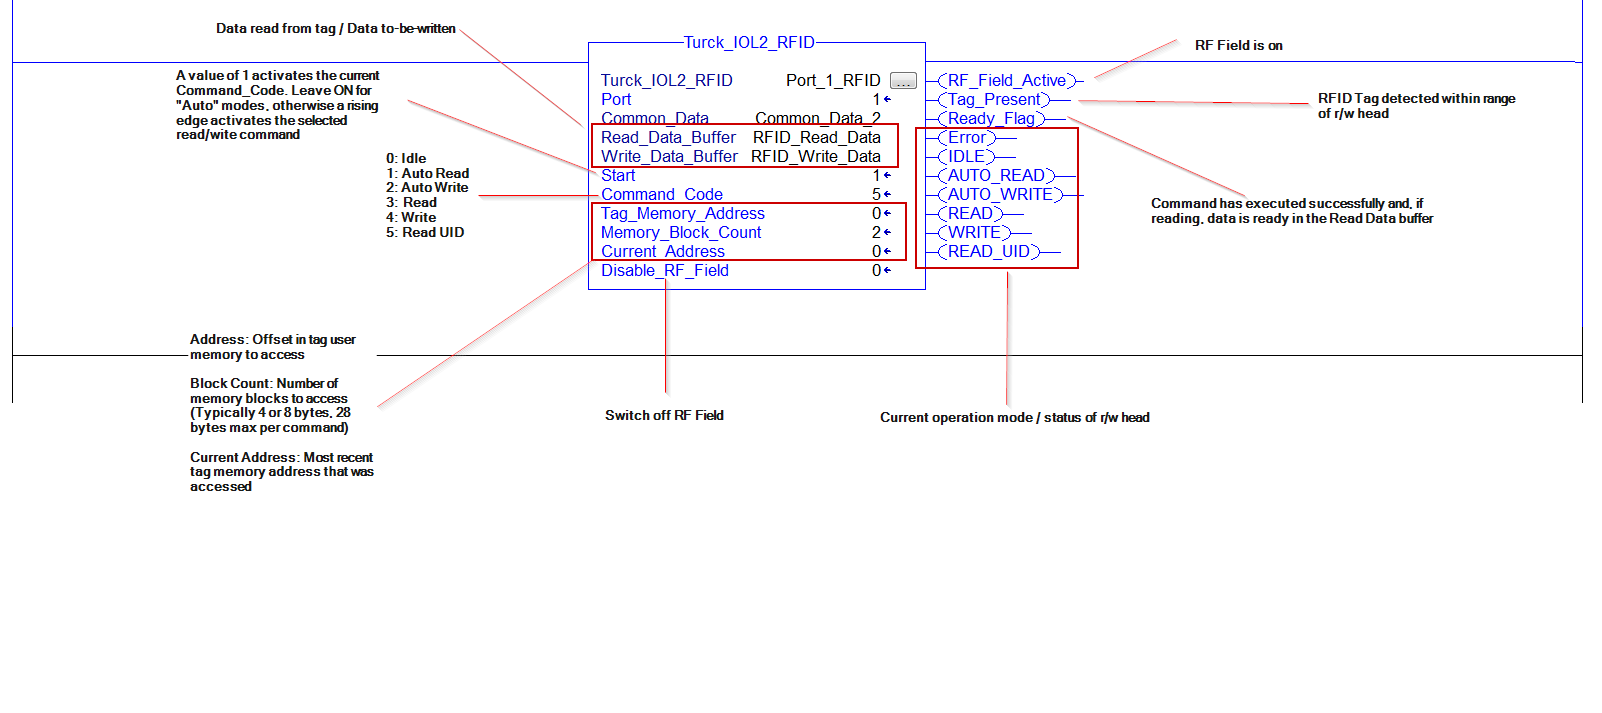 Data read from tag / Data to-be-written
Turck_IOL2_RFID
RF Field is on
A value of 1 activates the current
Command_Code. Leave ON for
"Auto" modes, otherwise a rising
edge activates the selected
read/wite command
Turck_IOL2_RFID Port_1_RFID ...
Port 1
Common_Data Common_Data_2
Read_Data_Buffer RFID_Read_Data
Write_Data_Buffer RFID_Write_Data
Start 1
Command_Code 5
Tag_Memory_Address 0
Memory_Block_Count 2
Current_Address 0
Disable_RF_Field 0
RF_Field_Active
Tag_Present
Ready_Flag
Error
IDLE
AUTO_READ
AUTO_WRITE
READ
WRITE
READ_UID
RFID Tag detected within range
of r/w head
0: Idle
1: Auto Read
2: Auto Write
3: Read
4: Write
5: Read UID
Command has executed successfully and, if
reading, data is ready in the Read Data buffer
Address: Offset in tag user
memory to access
Block Count: Number of
memory blocks to access
(Typically 4 or 8 bytes, 28
bytes max per command)
Current Address: Most recent
tag memory address that was
accessed
Switch off RF Field
Current operation mode / status of r/w head